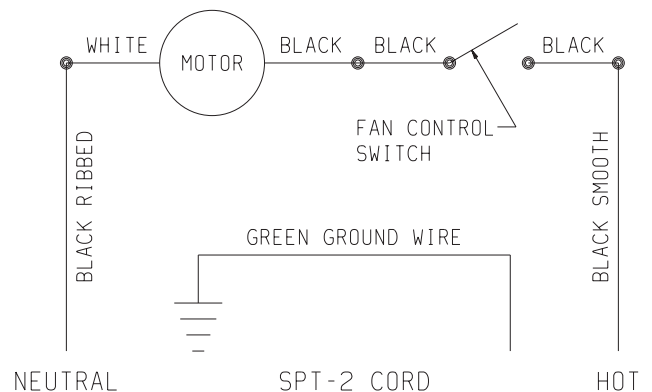 WHITE
MOTOR
BLACK
BLACK
BLACK
FAN CONTROL
SWITCH
BLACK RIBBED
BLACK SMOOTH
GREEN GROUND WIRE
NEUTRAL
SPT-2 CORD
HOT